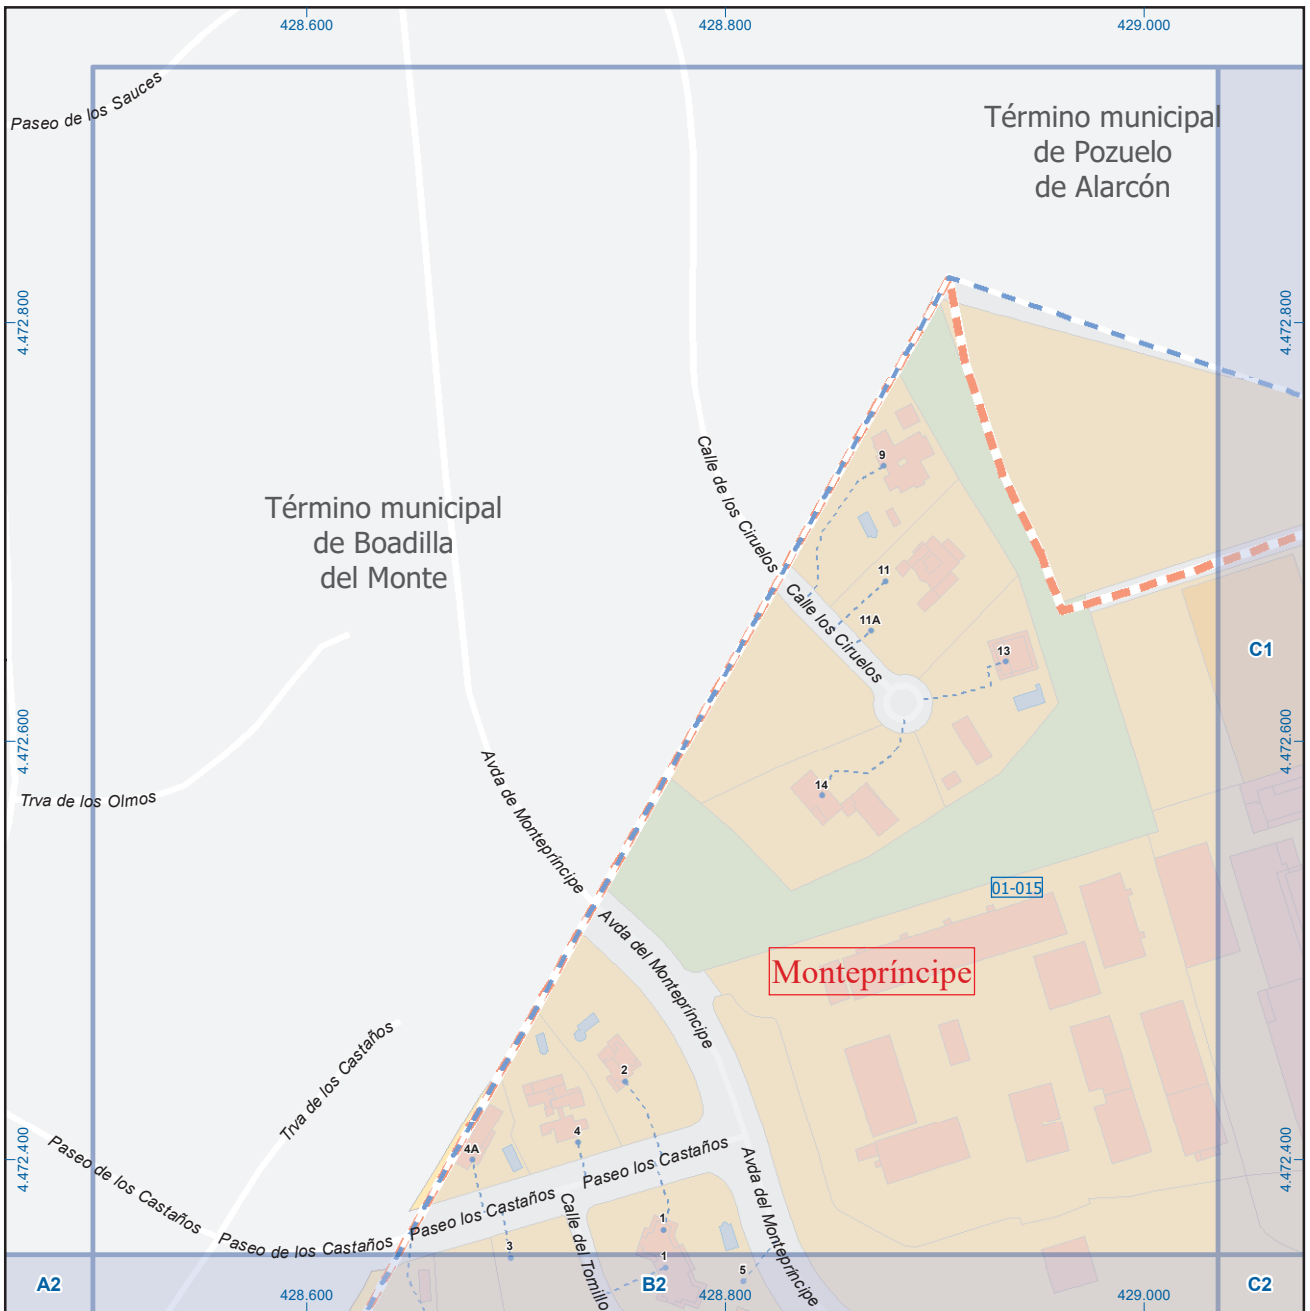 428.600
428.800
429.000
Paseo de los Sauces
Término municipal
de Pozuelo
de Alarcón
4.472.800
4.472.800
Calle de los Ciruelos
9
Término municipal
de Boadilla
del Monte
11
Calle los Ciruelos
11A
13
C1
4.472.600
4.472.600
Avda de Montepríncipe
14
Trva de los Olmos
01-015
Avda del Montepríncipe
Montepríncipe
Trva de los Castaños
2
4
4A
Paseo de los Castaños
Paseo los Castaños
4.472.400
4.472.400
Avda del Montepríncipe
Paseo los Castaños
Calle del Tomillo
Paseo de los Castaños
1
3
1
5
A2
B2
C2
428.600
428.800
429.000